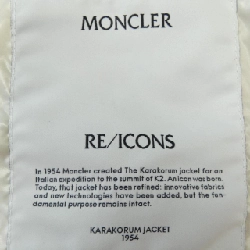 MONCLER
RE/ICONS
In 1954 Moncler created The Karakorum jacket for an
Italian expedition to the summit of K2. An icon was born.
Today, that jacket has been refined: innovative fabrics
and new technologies have been added, but the fun
damental purpose remains intact.
KARAKORUM JACKET
1954